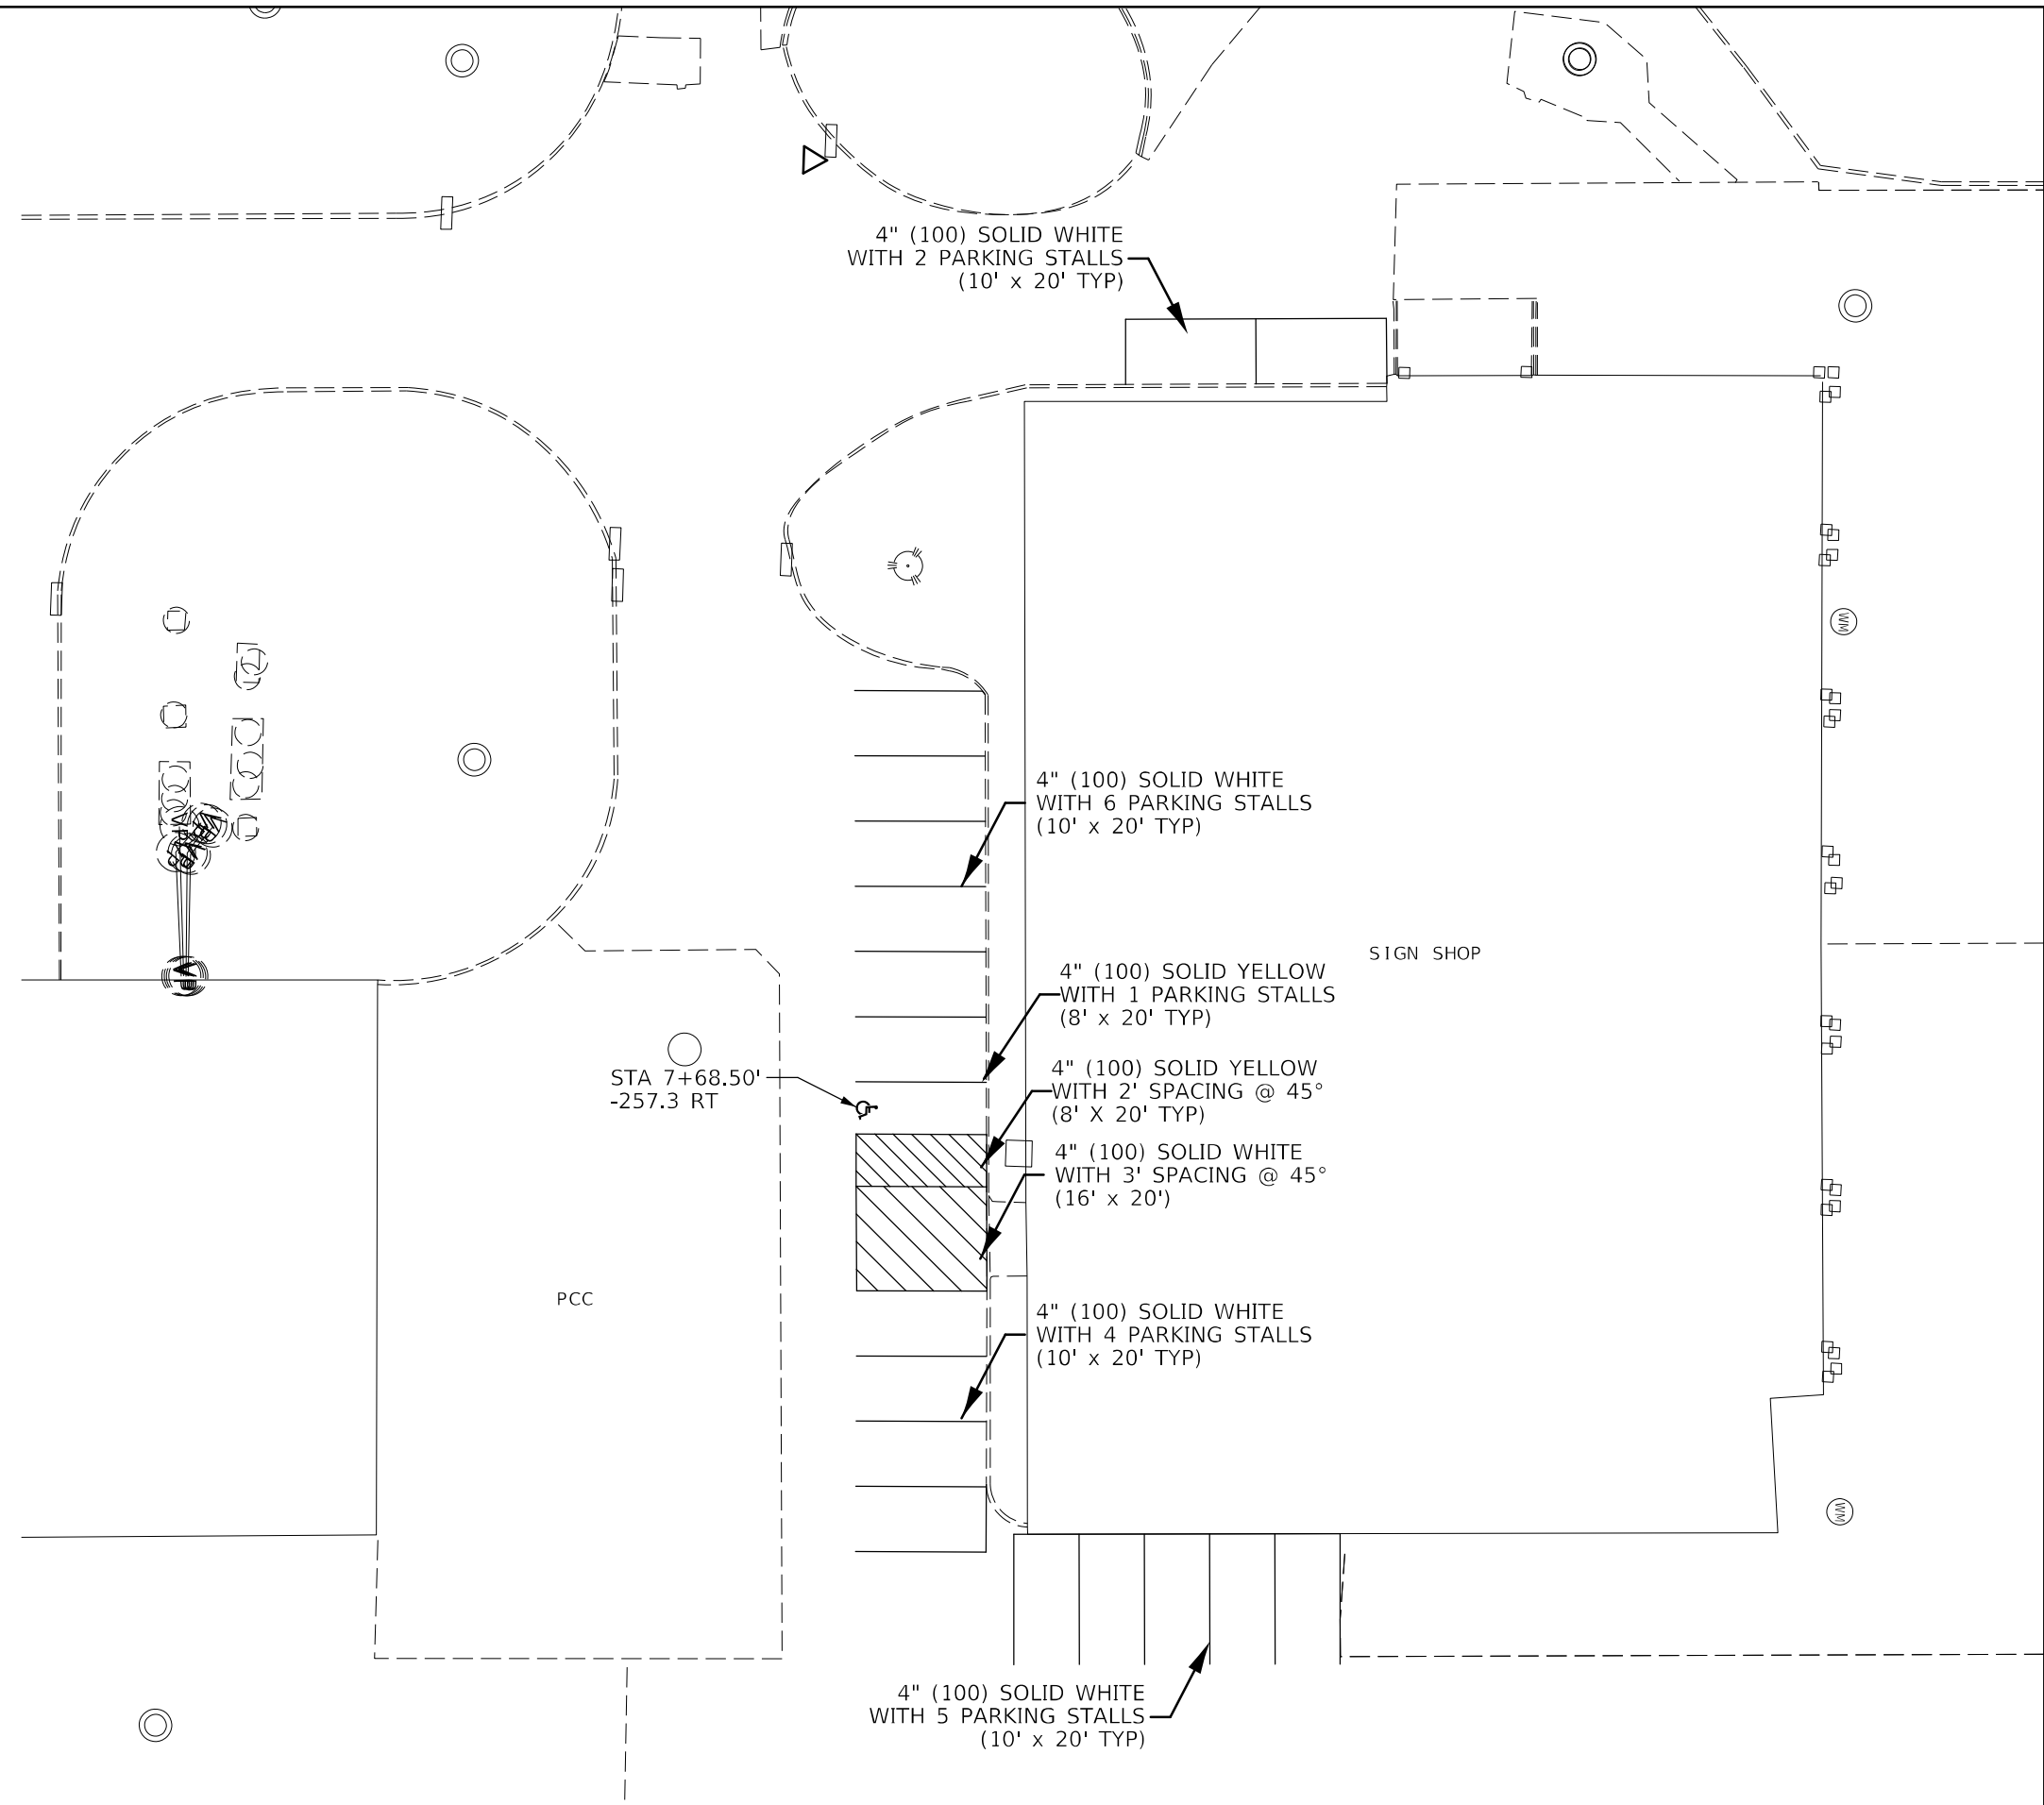 4" (100) SOLID WHITE
WITH 2 PARKING STALLS
(10' x 20' TYP)
WM
4" (100) SOLID WHITE
WITH 6 PARKING STALLS
(10' x 20' TYP)
SIGN SHOP
4" (100) SOLID YELLOW
WITH 1 PARKING STALLS
(8' x 20' TYP)
STA 7+68.50'
-257.3 RT
4" (100) SOLID YELLOW
WITH 2' SPACING @ 45°
(8' X 20' TYP)
4" (100) SOLID WHITE
WITH 3' SPACING @ 45°
(16' x 20')
PCC
4" (100) SOLID WHITE
WITH 4 PARKING STALLS
(10' x 20' TYP)
WM
4" (100) SOLID WHITE
WITH 5 PARKING STALLS
(10' x 20' TYP)